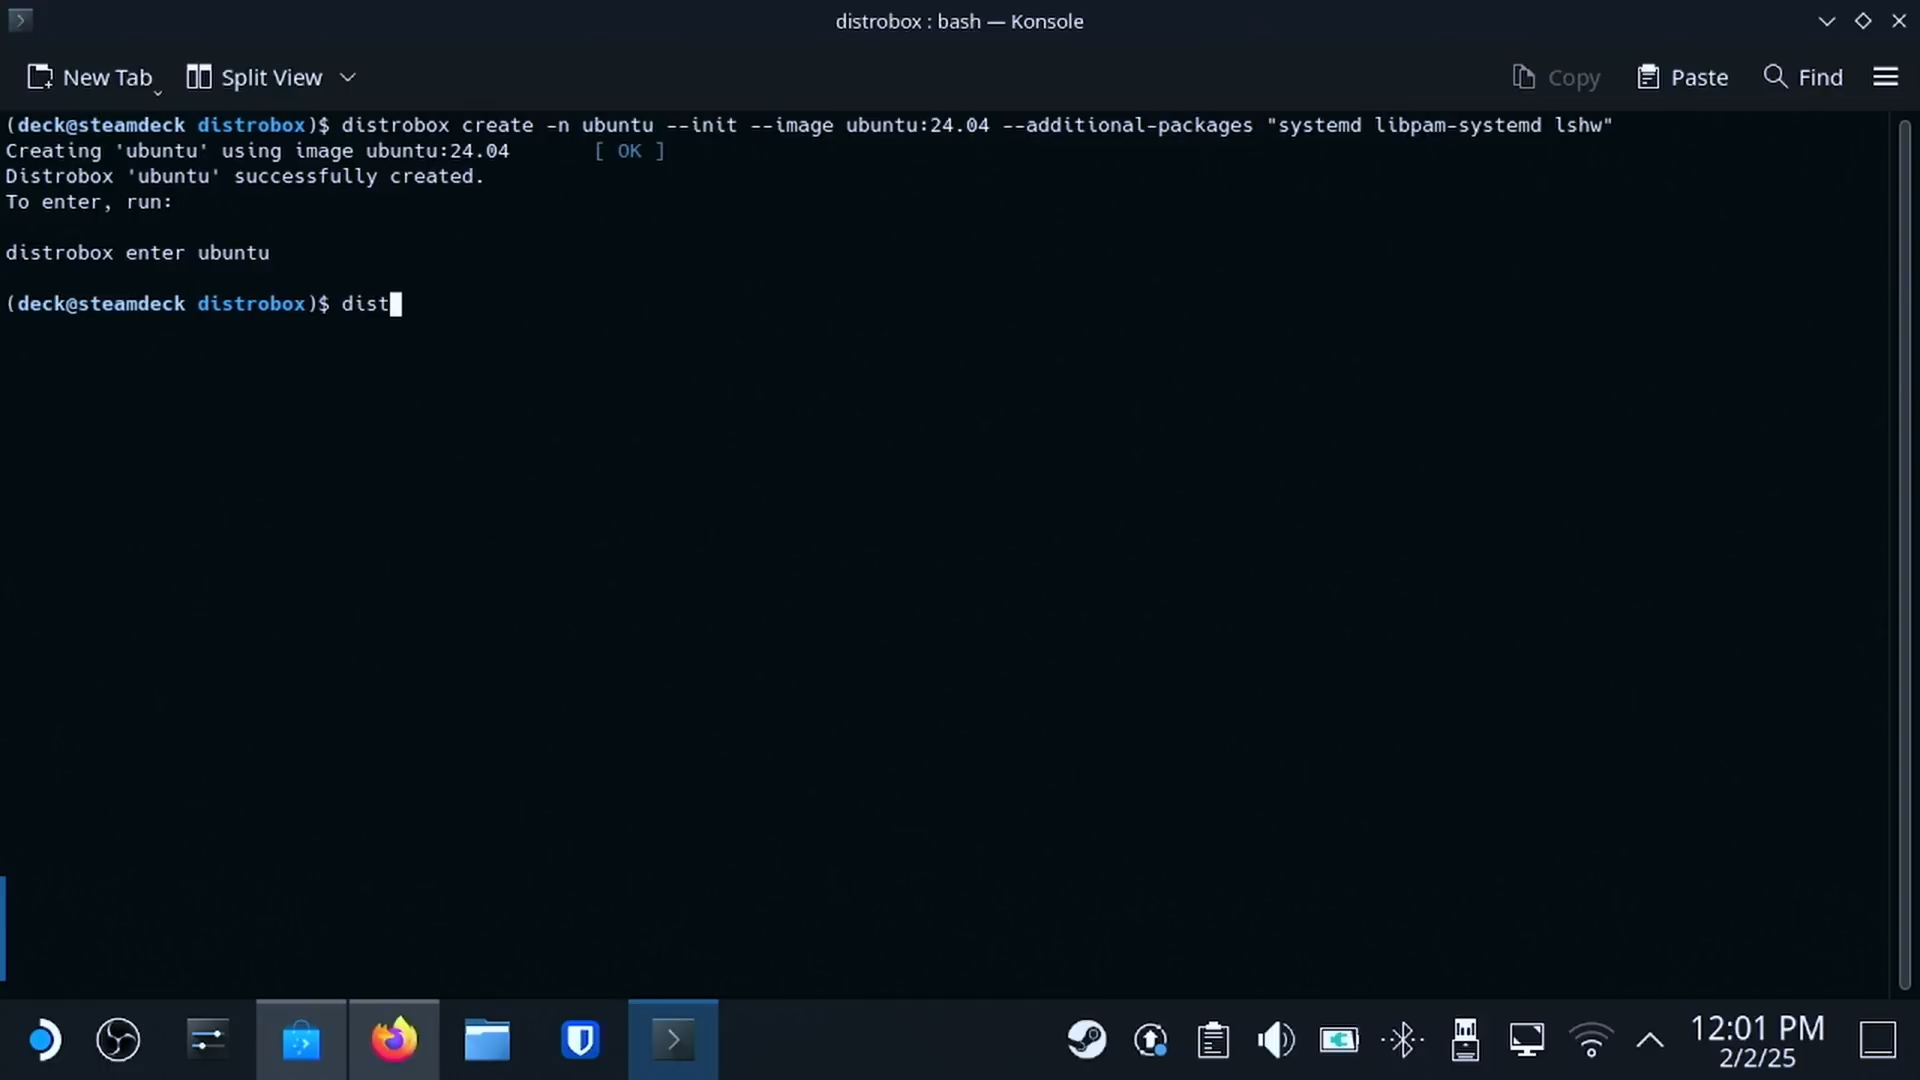 distrobox : bash — Konsole
New Tab
Split View
Copy
Paste
Find
(deck@steamdeck distrobox)$ distrobox create -n ubuntu --init --image ubuntu:24.04 --additional-packages "systemd libpam-systemd lshw"
Creating 'ubuntu' using image ubuntu:24.04 [ OK ]
Distrobox 'ubuntu' successfully created.
To enter, run:
distrobox enter ubuntu
(deck@steamdeck distrobox)$ dist
12:01 PM
2/2/25